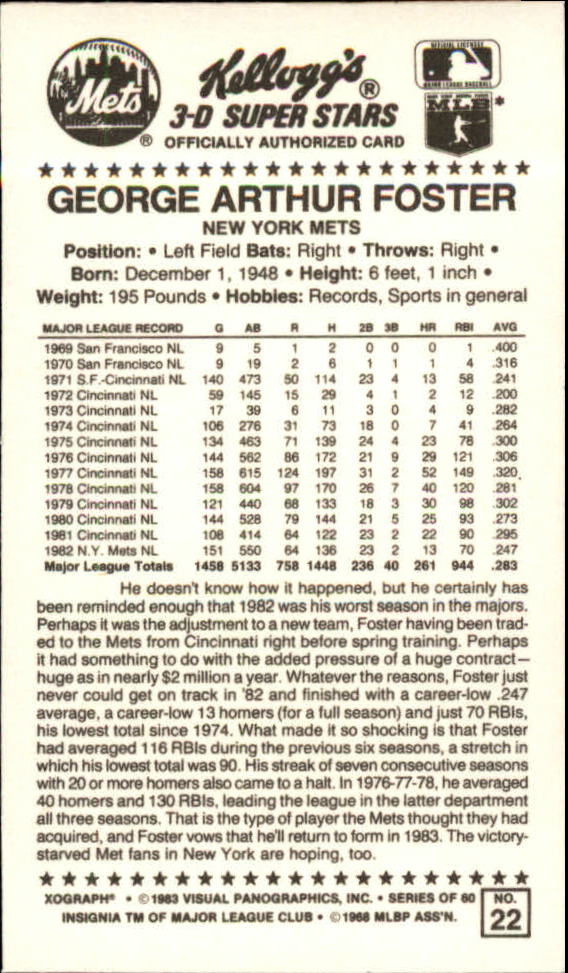 Mets ®
Kellogg's ®
3-D SUPER STARS
OFFICIALLY AUTHORIZED CARD
OFFICIAL LICENSEE
MAJOR LEAGUE BASEBALL
MLB *
★ ★ ★ ★ ★ ★ ★ ★ ★ ★ ★ ★ ★ ★ ★ ★ ★ ★ ★ ★ ★ ★ ★
GEORGE ARTHUR FOSTER
NEW YORK METS
Position: • Left Field Bats: Right • Throws: Right •
Born: December 1, 1948 • Height: 6 feet, 1 inch •
Weight: 195 Pounds • Hobbies: Records, Sports in general
MAJOR LEAGUE RECORD G AB R H 2B 3B HR RBI AVG
1969 San Francisco NL 9 5 1 2 0 0 0 1 .400
1970 San Francisco NL 9 19 2 6 1 1 1 4 .316
1971 S.F.-Cincinnati NL 140 473 50 114 23 4 13 58 .241
1972 Cincinnati NL 59 145 15 29 4 1 2 12 .200
1973 Cincinnati NL 17 39 6 11 3 0 4 9 .282
1974 Cincinnati NL 106 276 31 73 18 0 7 41 .264
1975 Cincinnati NL 134 463 71 139 24 4 23 78 .300
1976 Cincinnati NL 144 562 86 172 21 9 29 121 .306
1977 Cincinnati NL 158 615 124 197 31 2 52 149 .320
1978 Cincinnati NL 158 604 97 170 26 7 40 120 .281
1979 Cincinnati NL 121 440 68 133 18 3 30 98 .302
1980 Cincinnati NL 144 528 79 144 21 5 25 93 .273
1981 Cincinnati NL 108 414 64 122 23 2 22 90 .295
1982 N.Y. Mets NL 151 550 64 136 23 2 13 70 .247
Major League Totals 1458 5133 758 1448 236 40 261 944 .283
He doesn't know how it happened, but he certainly has
been reminded enough that 1982 was his worst season in the majors.
Perhaps it was the adjustment to a new team, Foster having been trad-
ed to the Mets from Cincinnati right before spring training. Perhaps
it had something to do with the added pressure of a huge contract—
huge as in nearly $2 million a year. Whatever the reasons, Foster just
never could get on track in '82 and finished with a career-low .247
average, a career-low 13 homers (for a full season) and just 70 RBIs,
his lowest total since 1974. What made it so shocking is that Foster
had averaged 116 RBIs during the previous six seasons, a stretch in
which his lowest total was 90. His streak of seven consecutive seasons
with 20 or more homers also came to a halt. In 1976-77-78, he averaged
40 homers and 130 RBIs, leading the league in the latter department
all three seasons. That is the type of player the Mets thought they had
acquired, and Foster vows that he'll return to form in 1983. The victory-
starved Met fans in New York are hoping, too.
★ ★ ★ ★ ★ ★ ★ ★ ★ ★ ★ ★ ★ ★ ★ ★ ★ ★ ★ ★ ★ ★ ★
XOGRAPH® • ©1983 VISUAL PANOGRAPHICS, INC. • SERIES OF 60
INSIGNIA TM OF MAJOR LEAGUE CLUB • ©1968 MLBP ASS'N.
NO.
22